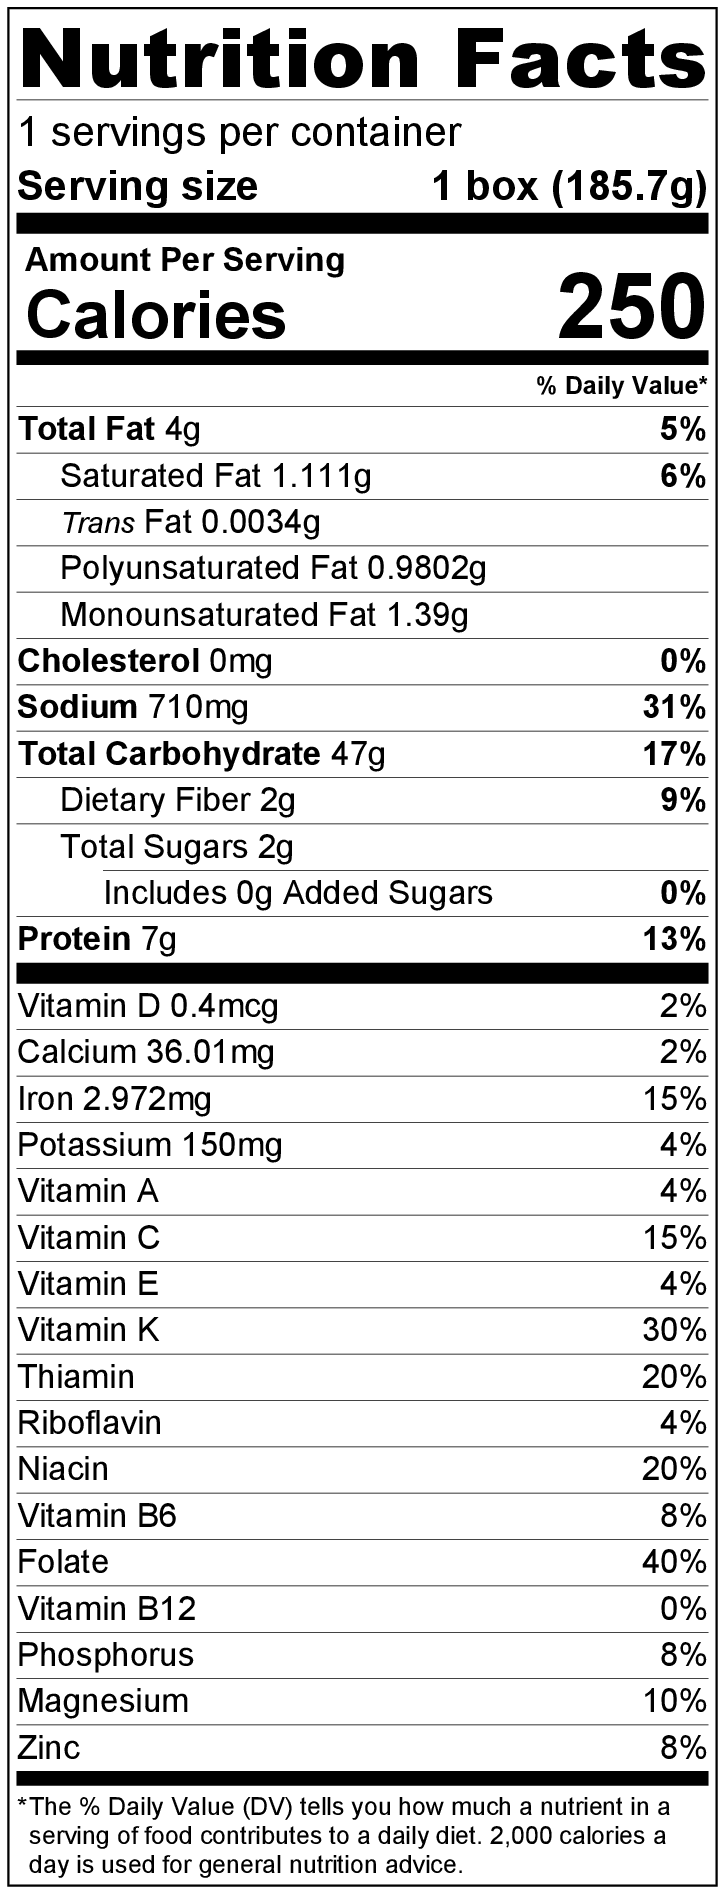 Nutrition Facts
1 servings per container
Serving size 1 box (185.7g)
Amount Per Serving
Calories 250
% Daily Value*
Total Fat 4g 5%
Saturated Fat 1.111g 6%
Trans Fat 0.0034g
Polyunsaturated Fat 0.9802g
Monounsaturated Fat 1.39g
Cholesterol 0mg 0%
Sodium 710mg 31%
Total Carbohydrate 47g 17%
Dietary Fiber 2g 9%
Total Sugars 2g
Includes 0g Added Sugars 0%
Protein 7g 13%
Vitamin D 0.4mcg 2%
Calcium 36.01mg 2%
Iron 2.972mg 15%
Potassium 150mg 4%
Vitamin A 4%
Vitamin C 15%
Vitamin E 4%
Vitamin K 30%
Thiamin 20%
Riboflavin 4%
Niacin 20%
Vitamin B6 8%
Folate 40%
Vitamin B12 0%
Phosphorus 8%
Magnesium 10%
Zinc 8%
*The % Daily Value (DV) tells you how much a nutrient in a
serving of food contributes to a daily diet. 2,000 calories a
day is used for general nutrition advice.